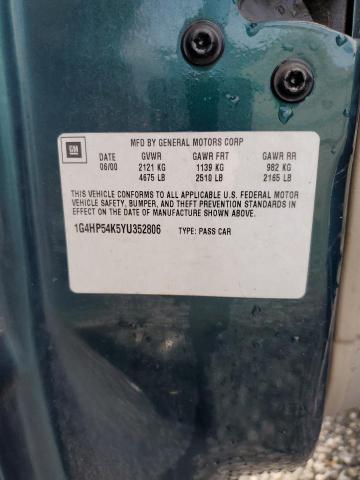 GM
MFD BY GENERAL MOTORS CORP
DATE GVWR GAWR FRT GAWR RR
06/00 2121 KG 1139 KG 982 KG
4675 LB 2510 LB 2165 LB
THIS VEHICLE CONFORMS TO ALL APPLICABLE U.S. FEDERAL MOTOR
VEHICLE SAFETY, BUMPER, AND THEFT PREVENTION STANDARDS IN
EFFECT ON THE DATE OF MANUFACTURE SHOWN ABOVE.
1G4HP54K5YU352806 TYPE: PASS CAR